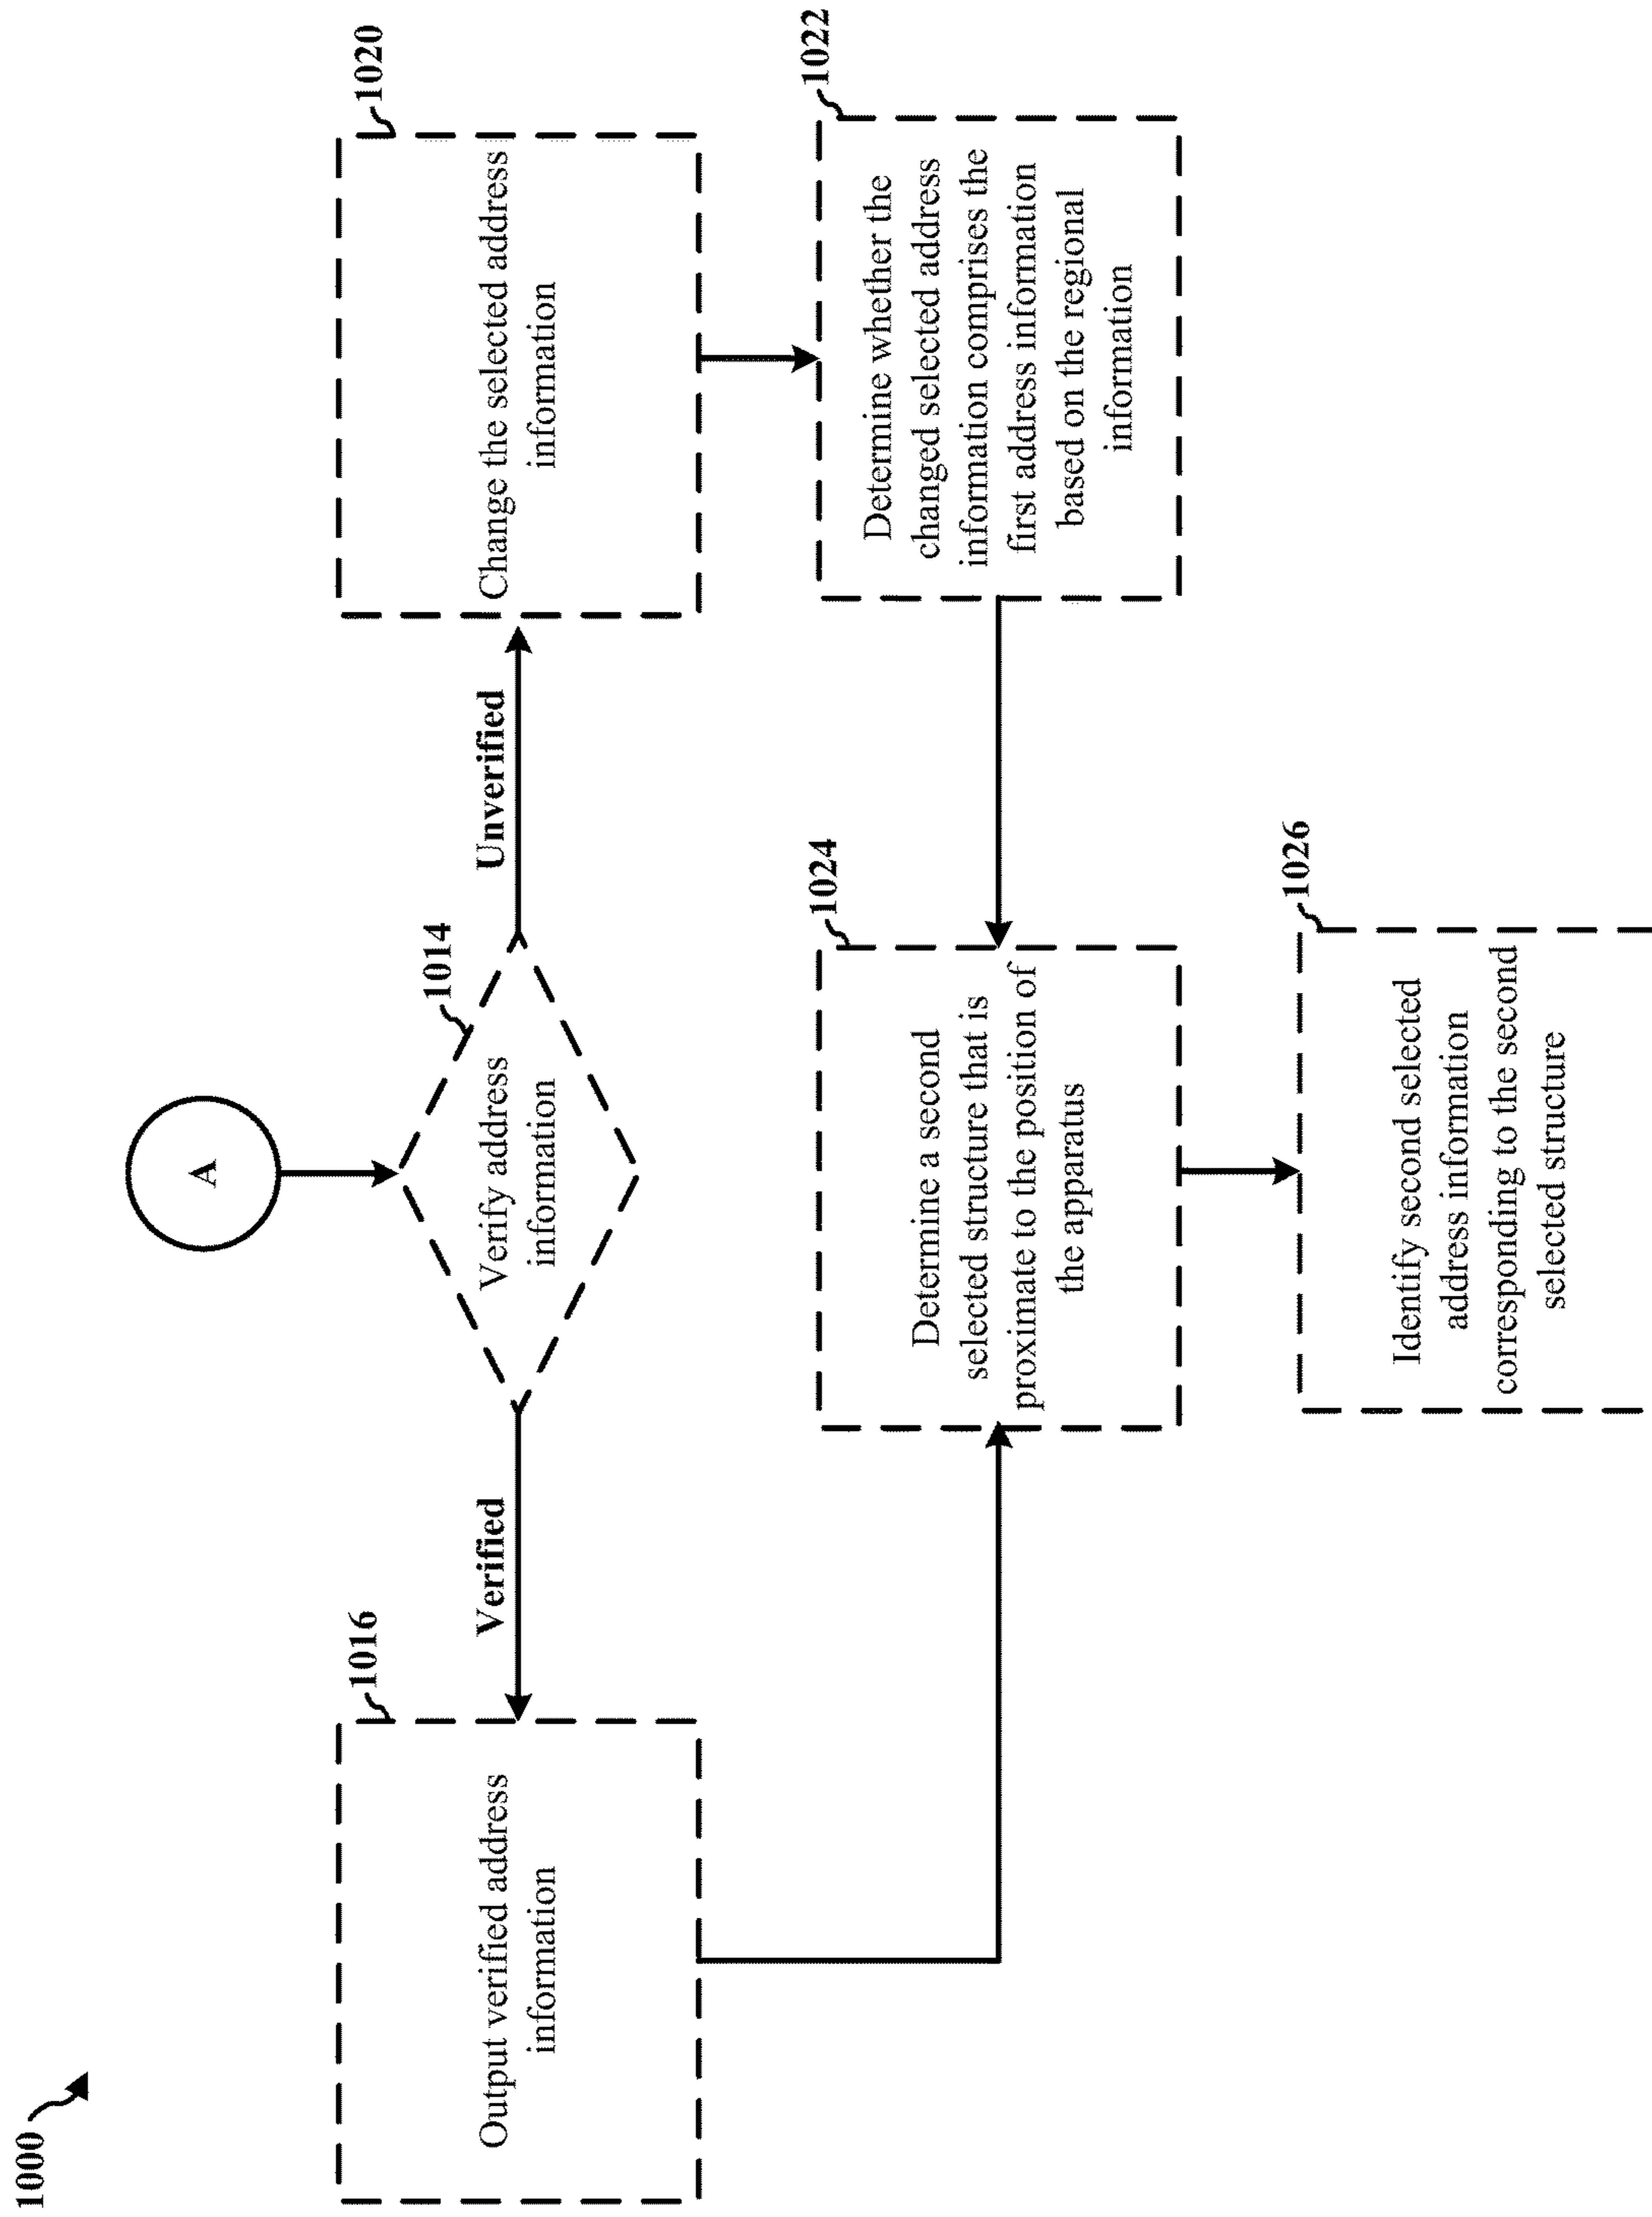 1000
A
1014
Verify address
information
Verified
Unverified
1016
Output verified address
information
1020
Change the selected address
information
1022
Determine whether the
changed selected address
information comprises the
first address information
based on the regional
information
1024
Determine a second
selected structure that is
proximate to the position of
the apparatus
1026
Identify second selected
address information
corresponding to the second
selected structure